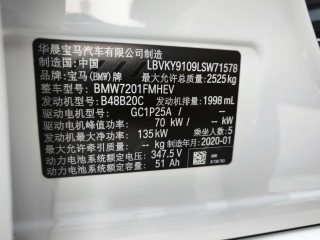 华晨宝马汽车有限公司制造
制造国:中国 LBVKY9109LSW71578
品牌:宝马(BMW)牌 最大允许总质量:2525kg
整车型号:BMW7201FMHEV
发动机型号:B48B20C 发动机排量:1998 mL
驱动电机型号: GC1P25A / --
驱动电机峰值功率: 70 kW / -- kW
发动机最大净功率: 135 kW 乘坐人数:5
最大允许牵引质量: -- kg 制造年月:2020-01
动力电池系统额定电压:347.5 V
动力电池系统额定容量:51 Ah